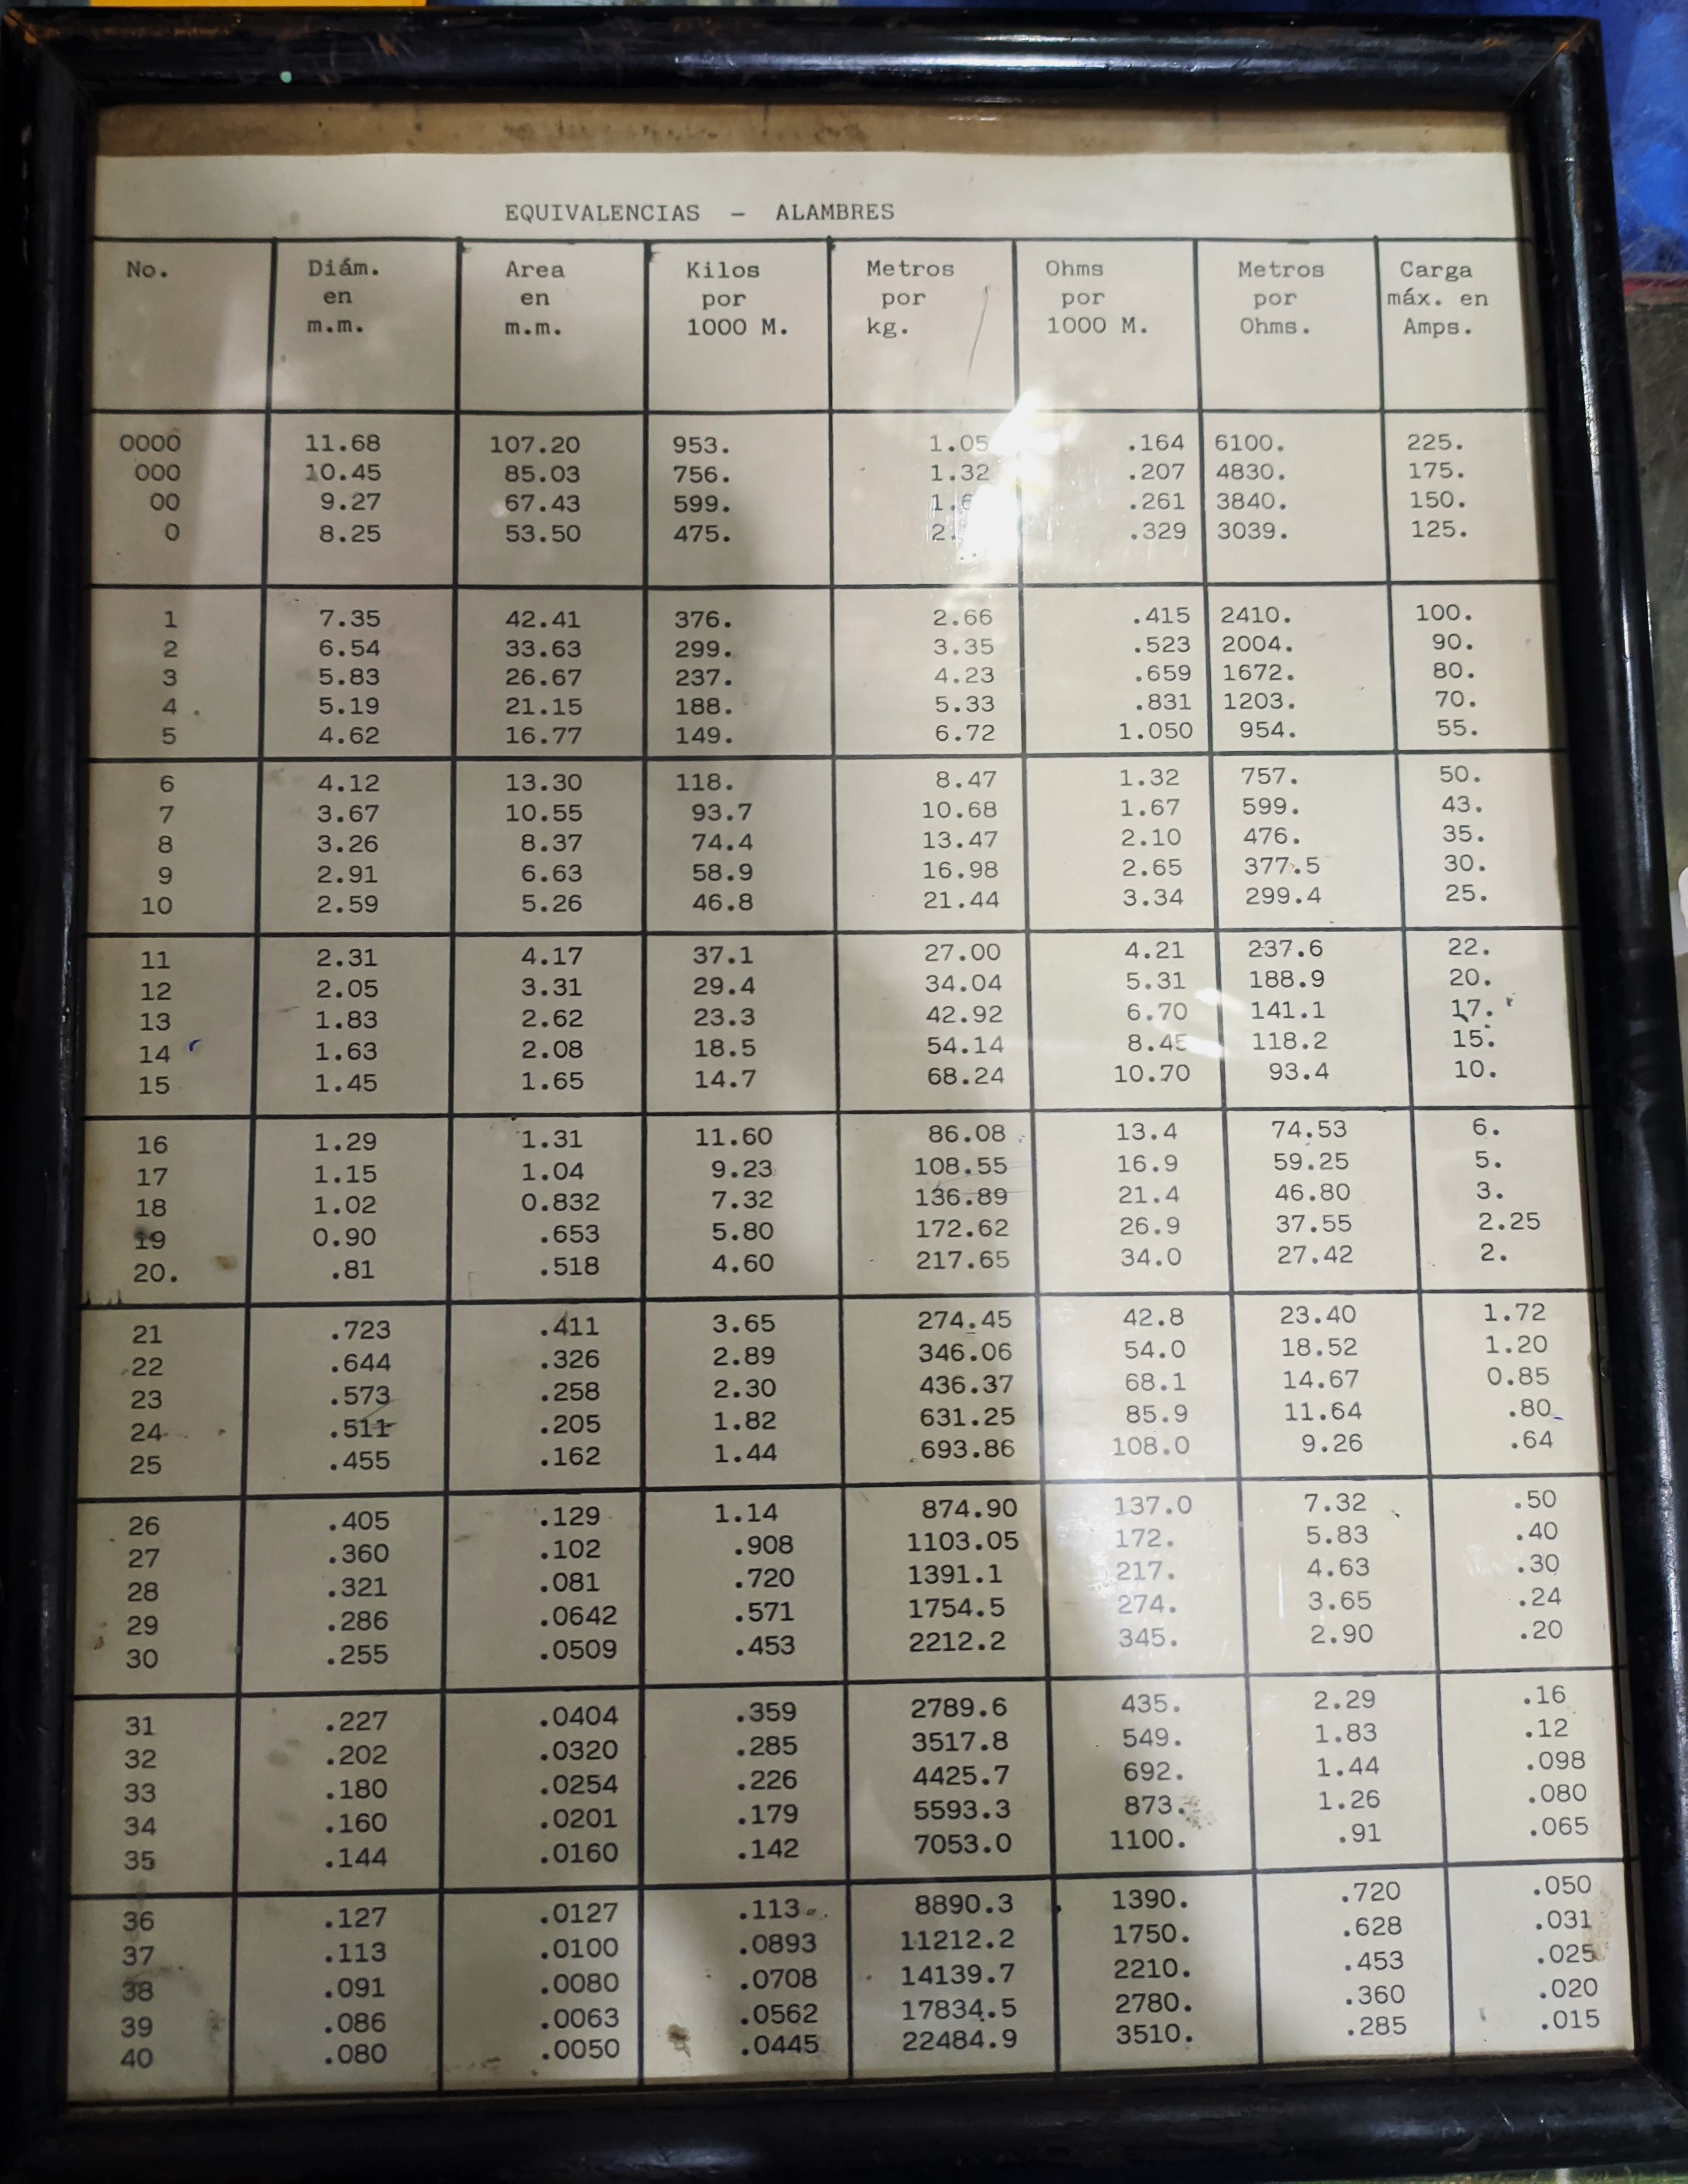 EQUIVALENCIAS - ALAMBRES
No. Diám. Area Kilos Metros Ohms Metros Carga
en en por por por por máx. en
m.m. m.m. 1000 M. kg. 1000 M. Ohms. Amps.
0000 11.68 107.20 953. 1.05 .164 6100. 225.
000 10.45 85.03 756. 1.32 .207 4830. 175.
00 9.27 67.43 599. .261 3840. 150.
0 8.25 53.50 475. .329 3039. 125.
1 7.35 42.41 376. 2.66 .415 2410. 100.
2 6.54 33.63 299. 3.35 .523 2004. 90.
3 5.83 26.67 237. 4.23 .659 1672. 80.
4 5.19 21.15 188. 5.33 .831 1203. 70.
5 4.62 16.77 149. 6.72 1.050 954. 55.
6 4.12 13.30 118. 8.47 1.32 757. 50.
7 3.67 10.55 93.7 10.68 1.67 599. 43.
8 3.26 8.37 74.4 13.47 2.10 476. 35.
9 2.91 6.63 58.9 16.98 2.65 377.5 30.
10 2.59 5.26 46.8 21.44 3.34 299.4 25.
11 2.31 4.17 37.1 27.00 4.21 237.6 22.
12 2.05 3.31 29.4 34.04 5.31 188.9 20.
13 1.83 2.62 23.3 42.92 6.70 141.1 17.
14 1.63 2.08 18.5 54.14 118.2 15.
15 1.45 1.65 14.7 68.24 10.70 93.4 10.
16 1.29 1.31 11.60 86.08 13.4 74.53 6.
17 1.15 1.04 9.23 108.55 16.9 59.25 5.
18 1.02 0.832 7.32 136.89 21.4 46.80 3.
19 0.90 .653 5.80 172.62 26.9 37.55 2.25
20. .81 .518 4.60 217.65 34.0 27.42 2.
21 .723 .411 3.65 274.45 42.8 23.40 1.72
22 .644 .326 2.89 346.06 54.0 18.52 1.20
23 .573 .258 2.30 436.37 68.1 14.67 0.85
24 .511 .205 1.82 631.25 85.9 11.64 .80
25 .455 .162 1.44 693.86 108.0 9.26 .64
26 .405 .129 1.14 874.90 137.0 7.32 .50
27 .360 .102 .908 1103.05 172. 5.83 .40
28 .321 .081 .720 1391.1 217. 4.63 .30
29 .286 .0642 .571 1754.5 274. 3.65 .24
30 .255 .0509 .453 2212.2 345. 2.90 .20
31 .227 .0404 .359 2789.6 435. 2.29 .16
32 .202 .0320 .285 3517.8 549. 1.83 .12
33 .180 .0254 .226 4425.7 692. 1.44 .098
34 .160 .0201 .179 5593.3 873. 1.26 .080
35 .144 .0160 .142 7053.0 1100. .91 .065
36 .127 .0127 .113 8890.3 1390. .720 .050
37 .113 .0100 .0893 11212.2 1750. .628 .031
38 .091 .0080 .0708 14139.7 2210. .453 .025
39 .086 .0063 .0562 17834.5 2780. .360 .020
40 .080 .0050 .0445 22484.9 3510. .285 .015